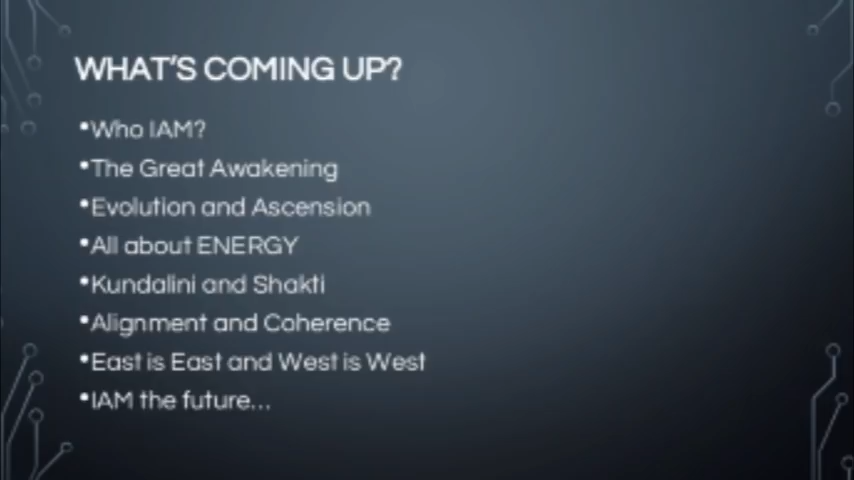 WHAT'S COMING UP?
•Who IAM?
•The Great Awakening
•Evolution and Ascension
•All about ENERGY
•Kundalini and Shakti
•Alignment and Coherence
•East is East and West is West
•IAM the future...